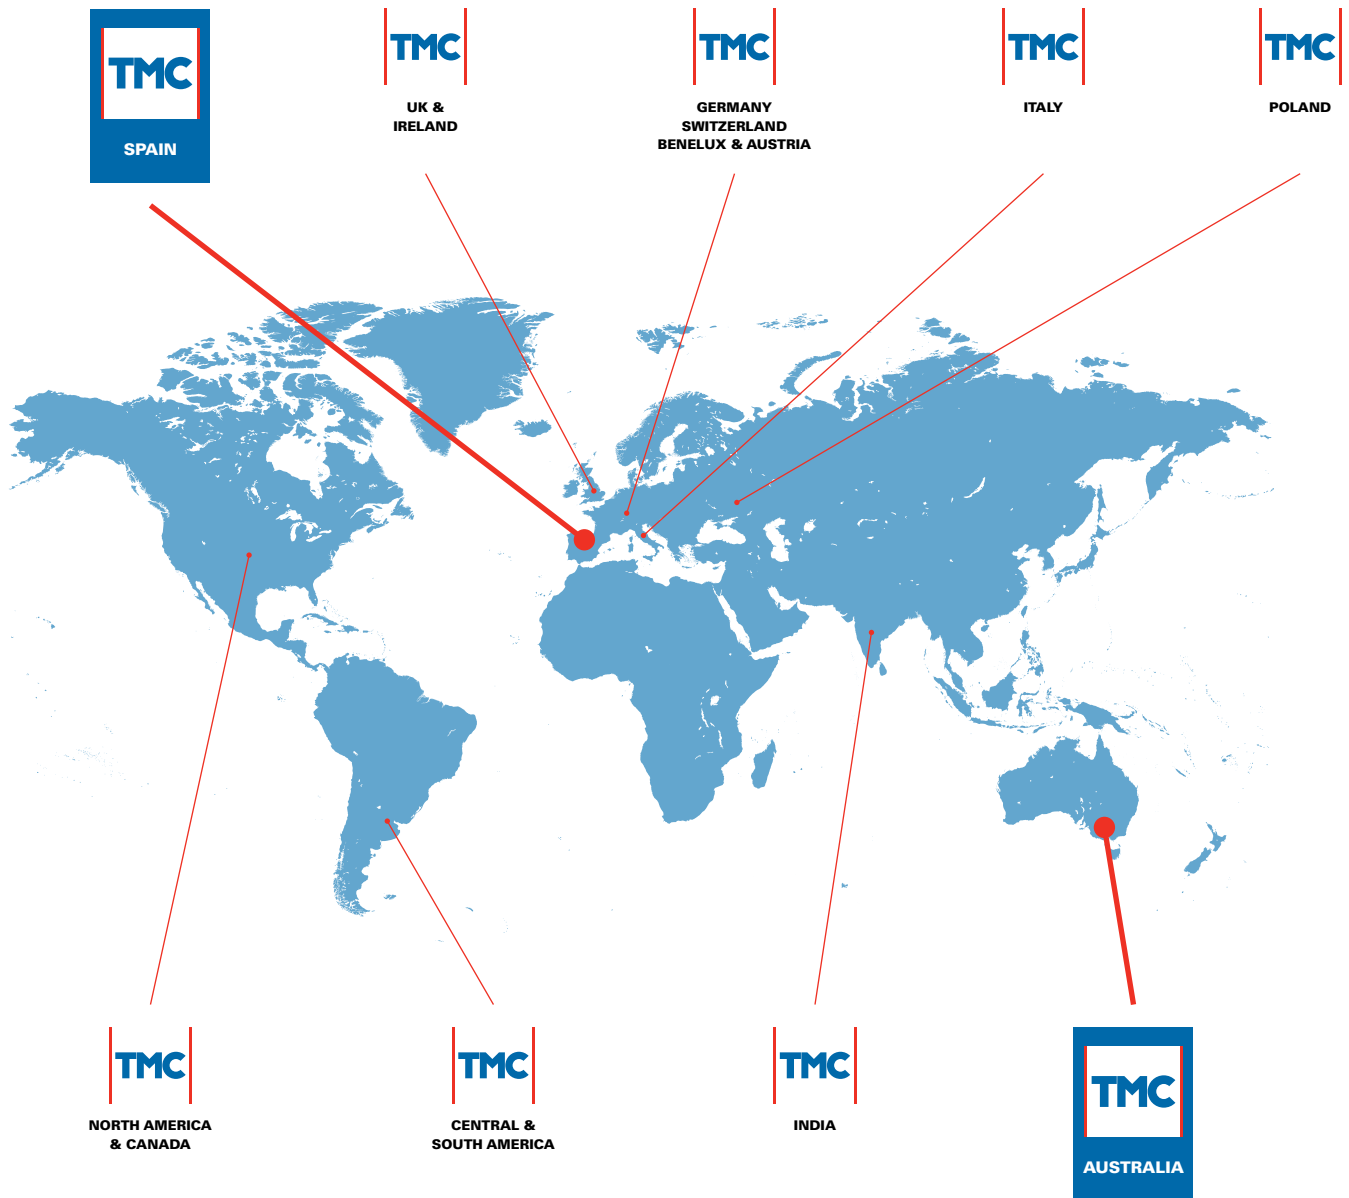 TMC
SPAIN
TMC
UK &
IRELAND
TMC
GERMANY
SWITZERLAND
BENELUX & AUSTRIA
TMC
ITALY
TMC
POLAND
TMC
NORTH AMERICA
& CANADA
TMC
CENTRAL &
SOUTH AMERICA
TMC
INDIA
TMC
AUSTRALIA